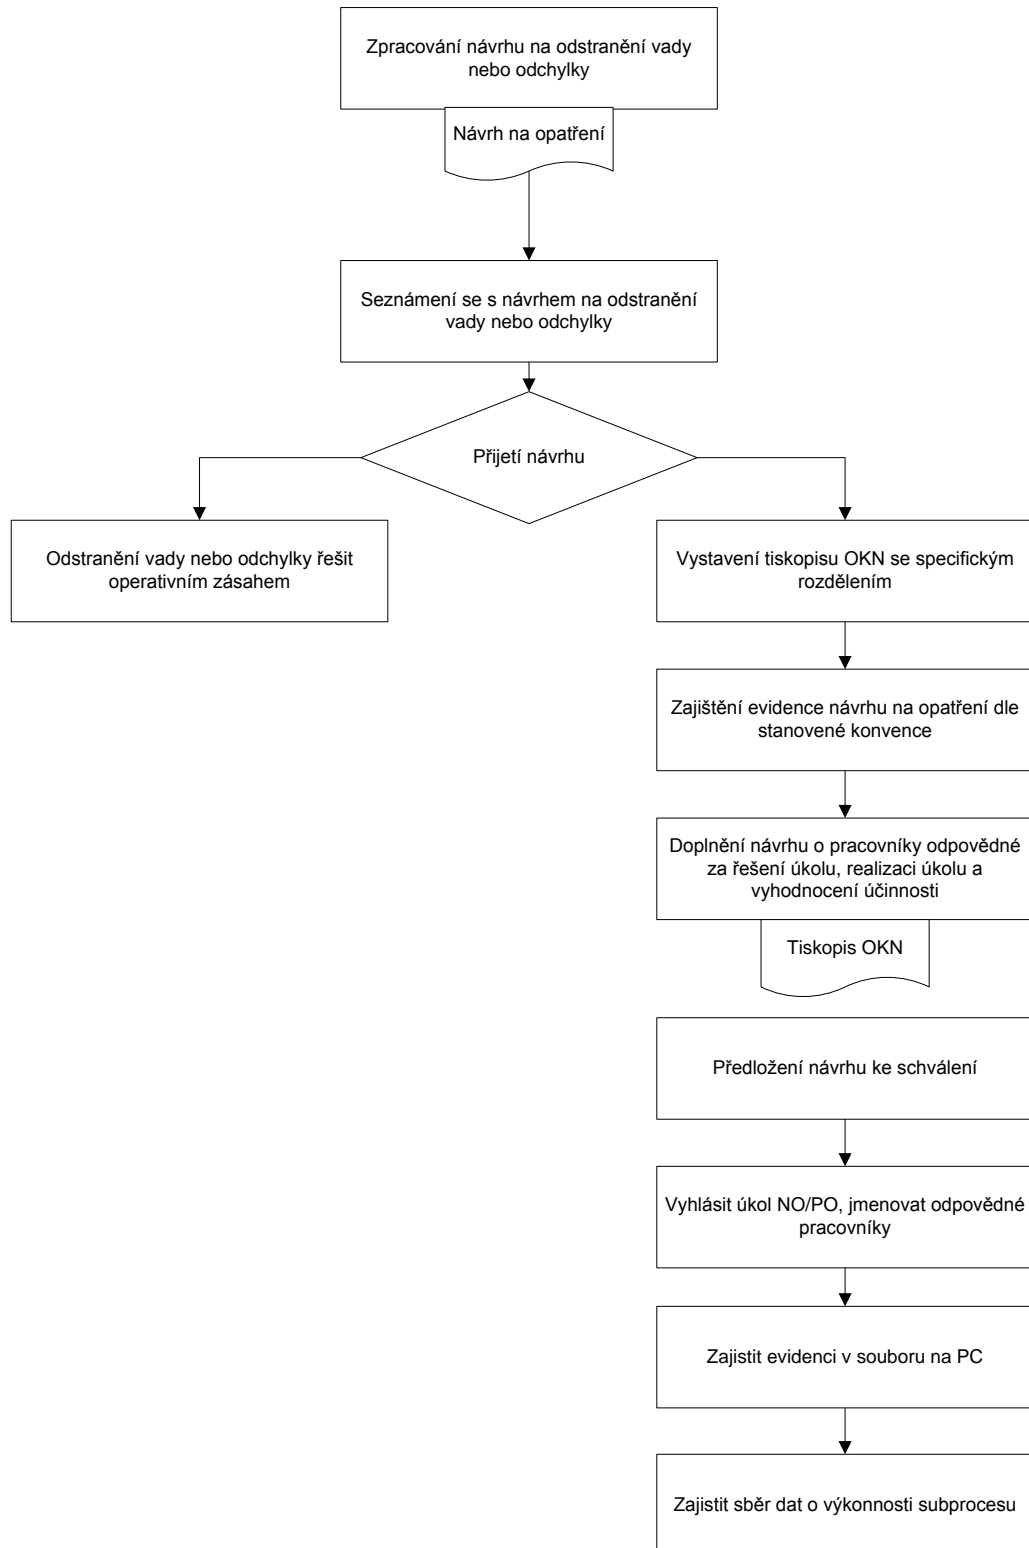 Zpracování návrhu na odstranění vady
nebo odchylky
Návrh na opatření
Seznámení se s návrhem na odstranění
vady nebo odchylky
Přijetí návrhu
Odstranění vady nebo odchylky řešit
operativním zásahem
Vystavení tiskopisu OKN se specifickým
rozdělením
Zajištění evidence návrhu na opatření dle
stanovené konvence
Doplnění návrhu o pracovníky odpovědné
za řešení úkolu, realizaci úkolu a
vyhodnocení účinnosti
Tiskopis OKN
Předložení návrhu ke schválení
Vyhlásit úkol NO/PO, jmenovat odpovědné
pracovníky
Zajistit evidenci v souboru na PC
Zajistit sběr dat o výkonnosti subprocesu